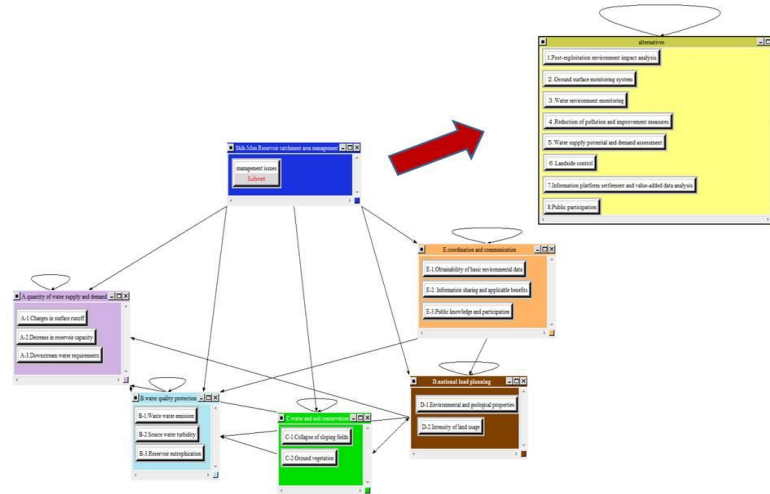 alternatives
1.Post-exploitation environment impact analysis
2. Ground surface monitoring system
3.Water environment monitoring
4.Reduction of pollution and improvement measures
5.Water supply potential and demand assessment
6.Landside control
7.Information platform settlement and value-added data analysis
8.Public participation
Shih-Men Reservoir catchment area management
management issues
Subnet
E.coordination and communication
E-1.Obtainability of basic environmental data
E-2. Information sharing and applicable benefits
E-3 Public knowledge and participation
A.quantity of water supply and demand
A-1.Changes in surface runoff
A-2.Decrease in reservoir capacity
A-3.Downstream water requirements
B.water quality protection
B-1.Waste water emission
B-2.Source water turbidity
B-3.Reservoir eutrophication
C.water and soil conservation
C-1.Collapse of sloping fields
C-2.Ground vegetation
D.national land planning
D-1.Environmental and geological properties
D-2.Intensity of land usage